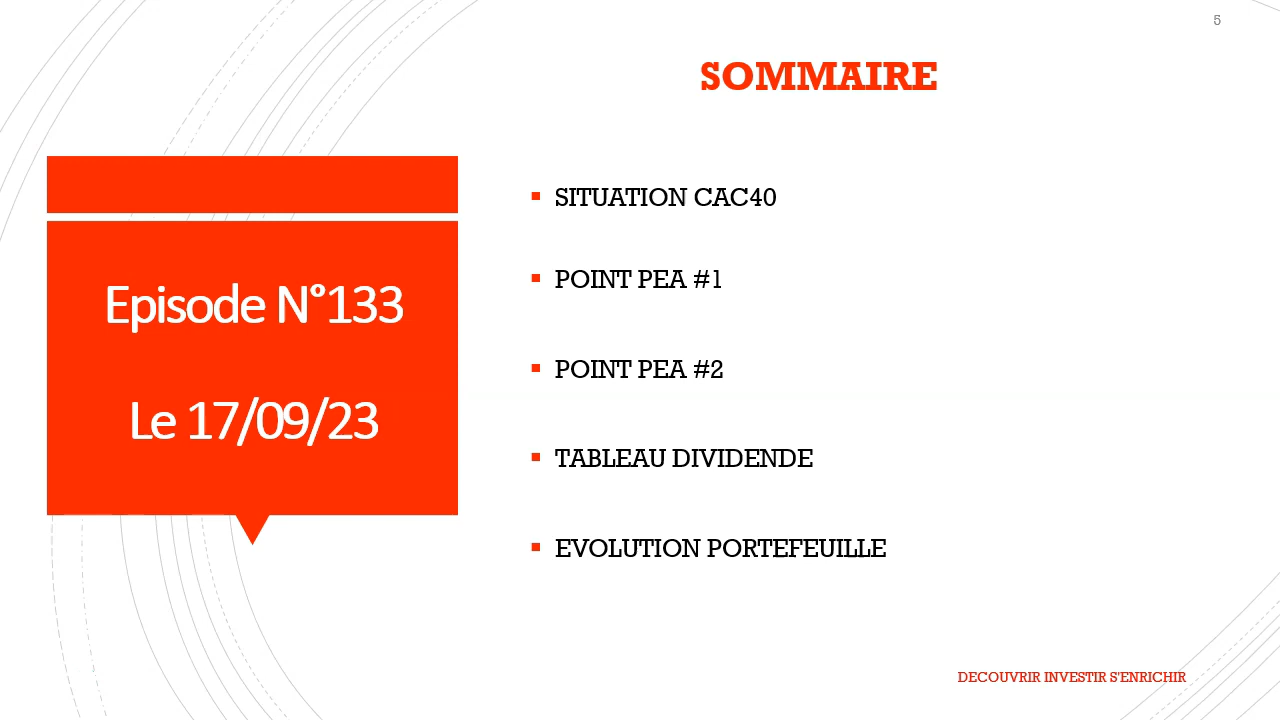 5
SOMMAIRE
Episode N°133
Le 17/09/23
SITUATION CAC40
POINT PEA #1
POINT PEA #2
TABLEAU DIVIDENDE
EVOLUTION PORTEFEUILLE
DECOUVRIR INVESTIR S'ENRICHIR